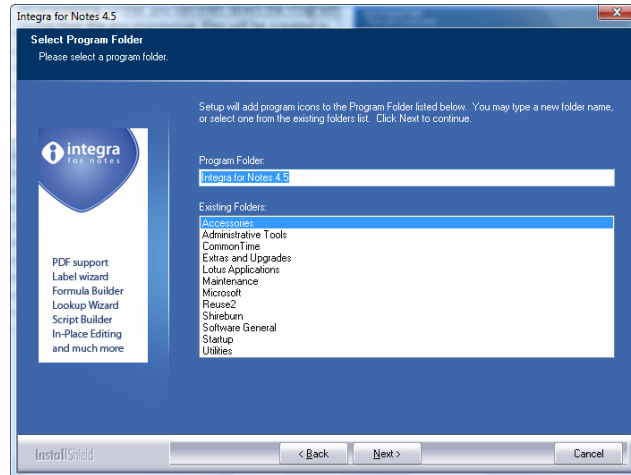 Integra for Notes 4.5
Select Program Folder
Please select a program folder.
Setup will add program icons to the Program Folder listed below. You may type a new folder name,
or select one from the existing folders list. Click Next to continue.
integra
for notes
Program Folder:
Integra for Notes 4.5
Existing Folders:
Accessories
Administrative Tools
CommonTime
Extras and Upgrades
Lotus Applications
Maintenance
Microsoft
Reuse2
Shireburn
Software General
Startup
Utilities
PDF support
Label wizard
Formula Builder
Lookup Wizard
Script Builder
In-Place Editing
and much more
InstallShield
< Back
Next >
Cancel